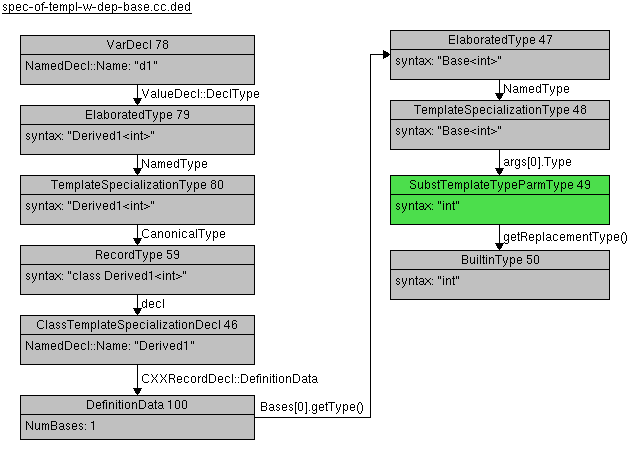 spec-of-templ-w-dep-base.cc.ded
VarDecl 78
NamedDecl::Name: "d1"
ValueDecl::DeclType
ElaboratedType 79
syntax: "Derived1<int>"
NamedType
TemplateSpecializationType 80
syntax: "Derived1<int>"
CanonicalType
RecordType 59
syntax: "class Derived1<int>"
decl
ClassTemplateSpecializationDecl 46
NamedDecl::Name: "Derived1"
CXXRecordDecl::DefinitionData
DefinitionData 100
NumBases: 1
Bases[0].getType()
ElaboratedType 47
syntax: "Base<int>"
NamedType
TemplateSpecializationType 48
syntax: "Base<int>"
args[0].Type
SubstTemplateTypeParmType 49
syntax: "int"
getReplacementType()
BuiltinType 50
syntax: "int"